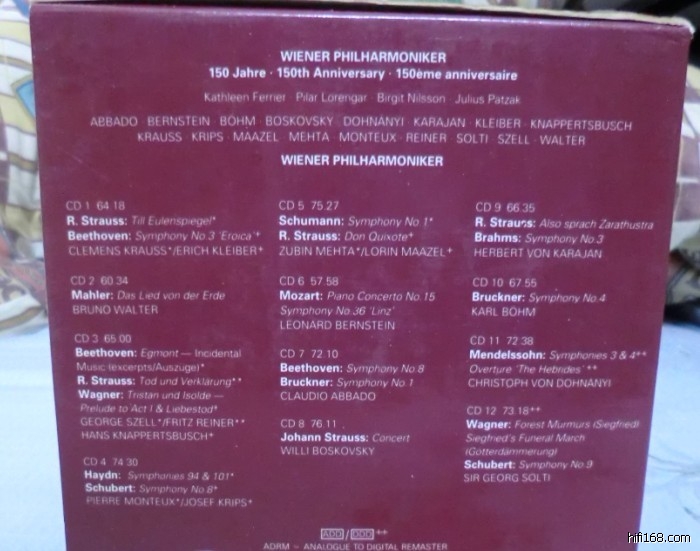 WIENER PHILHARMONIKER
150 Jahre · 150th Anniversary · 150ème anniversaire
Kathleen Ferrier · Pilar Lorengar · Birgit Nilsson · Julius Patzak
ABBADO · BERNSTEIN · BÖHM · BOSKOVSKY · DOHNÁNYI · KARAJAN · KLEIBER · KNAPPERTSBUSCH
KRAUSS · KRIPS · MAAZEL · MEHTA · MONTEUX · REINER · SOLTI · SZELL · WALTER
WIENER PHILHARMONIKER
CD 1 64.18
R. Strauss: Till Eulenspiegel*
Beethoven: Symphony No.3 'Eroica'+
CLEMENS KRAUSS*/ERICH KLEIBER+
CD 2 60.34
Mahler: Das Lied von der Erde
BRUNO WALTER
CD 3 65.00
Beethoven: Egmont — Incidental
Music (excerpts/Auszüge)*
R. Strauss: Tod und Verklärung**
Wagner: Tristan und Isolde —
Prelude to Act I & Liebestod+
GEORGE SZELL*/FRITZ REINER**
HANS KNAPPERTSBUSCH+
CD 4 74.30
Haydn: Symphonies 94 & 101*
Schubert: Symphony No.8+
PIERRE MONTEUX*/JOSEF KRIPS+
CD 5 75.27
Schumann: Symphony No.1*
R. Strauss: Don Quixote+
ZUBIN MEHTA*/LORIN MAAZEL+
CD 6 57.58
Mozart: Piano Concerto No.15
Symphony No.36 'Linz'
LEONARD BERNSTEIN
CD 7 72.10
Beethoven: Symphony No.8
Bruckner: Symphony No.1
CLAUDIO ABBADO
CD 8 76.11
Johann Strauss: Concert
WILLI BOSKOVSKY
CD 9 66.35
R. Strauss: Also sprach Zarathustra
Brahms: Symphony No.3
HERBERT VON KARAJAN
CD 10 67.55
Bruckner: Symphony No.4
KARL BÖHM
CD 11 72.38
Mendelssohn: Symphonies 3 & 4++
Overture 'The Hebrides' ++
CHRISTOPH VON DOHNÁNYI
CD 12 73.18++
Wagner: Forest Murmurs (Siegfried)
Siegfried's Funeral March
(Götterdämmerung)
Schubert: Symphony No.9
SIR GEORG SOLTI
ADD/DDD++
ADRM = ANALOGUE TO DIGITAL REMASTER
hifi168.com